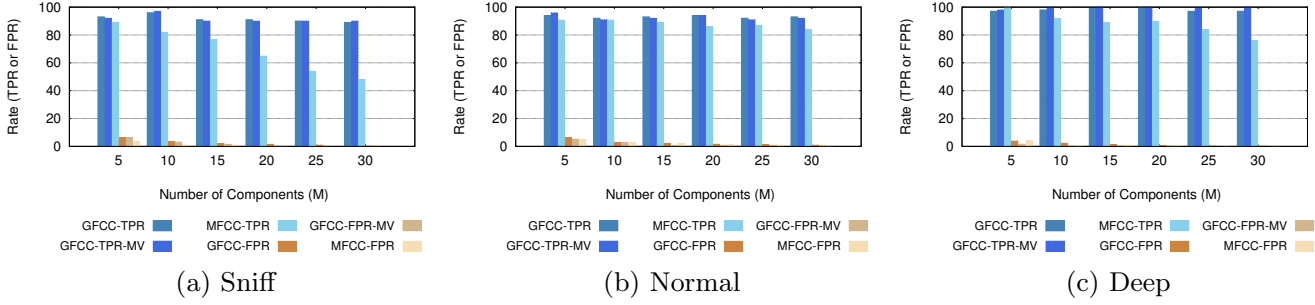 100
80
60
40
20
0
5 10 15 20 25 30
Rate (TPR or FPR)
Number of Components (M)
GFCC-TPR MFCC-TPR GFCC-FPR-MV
GFCC-TPR-MV GFCC-FPR MFCC-FPR
(a) Sniff
100
80
60
40
20
0
5 10 15 20 25 30
Rate (TPR or FPR)
Number of Components (M)
GFCC-TPR MFCC-TPR GFCC-FPR-MV
GFCC-TPR-MV GFCC-FPR MFCC-FPR
(b) Normal
100
80
60
40
20
0
5 10 15 20 25 30
Rate (TPR or FPR)
Number of Components (M)
GFCC-TPR MFCC-TPR GFCC-FPR-MV
GFCC-TPR-MV GFCC-FPR MFCC-FPR
(c) Deep